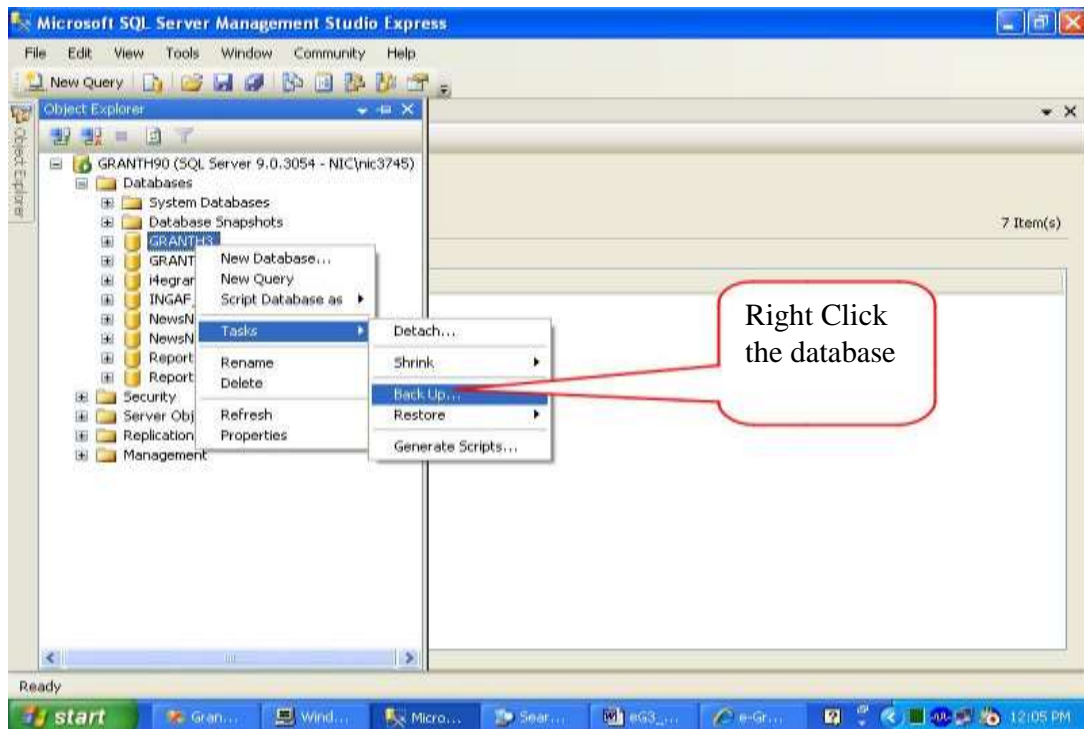 Microsoft SQL Server Management Studio Express
File Edit View Tools Window Community Help
New Query
Object Explorer
Object Explorer
GRANTH90 (SQL Server 9.0.3054 - NIC\nic3745)
Databases
System Databases
Database Snapshots
7 Item(s)
GRANTH3
GRANT
i4egrar
INGAF_
NewsN
NewsN
Report
Report
Security
Server Obj
Replication
Management
New Database...
New Query
Script Database as
Tasks
Rename
Delete
Refresh
Properties
Detach...
Shrink
Back Up...
Restore
Generate Scripts...
Right Click
the database
Ready
start Gran... Wind... Micro... Sear... eG3_... e-Gr... 12:05 PM